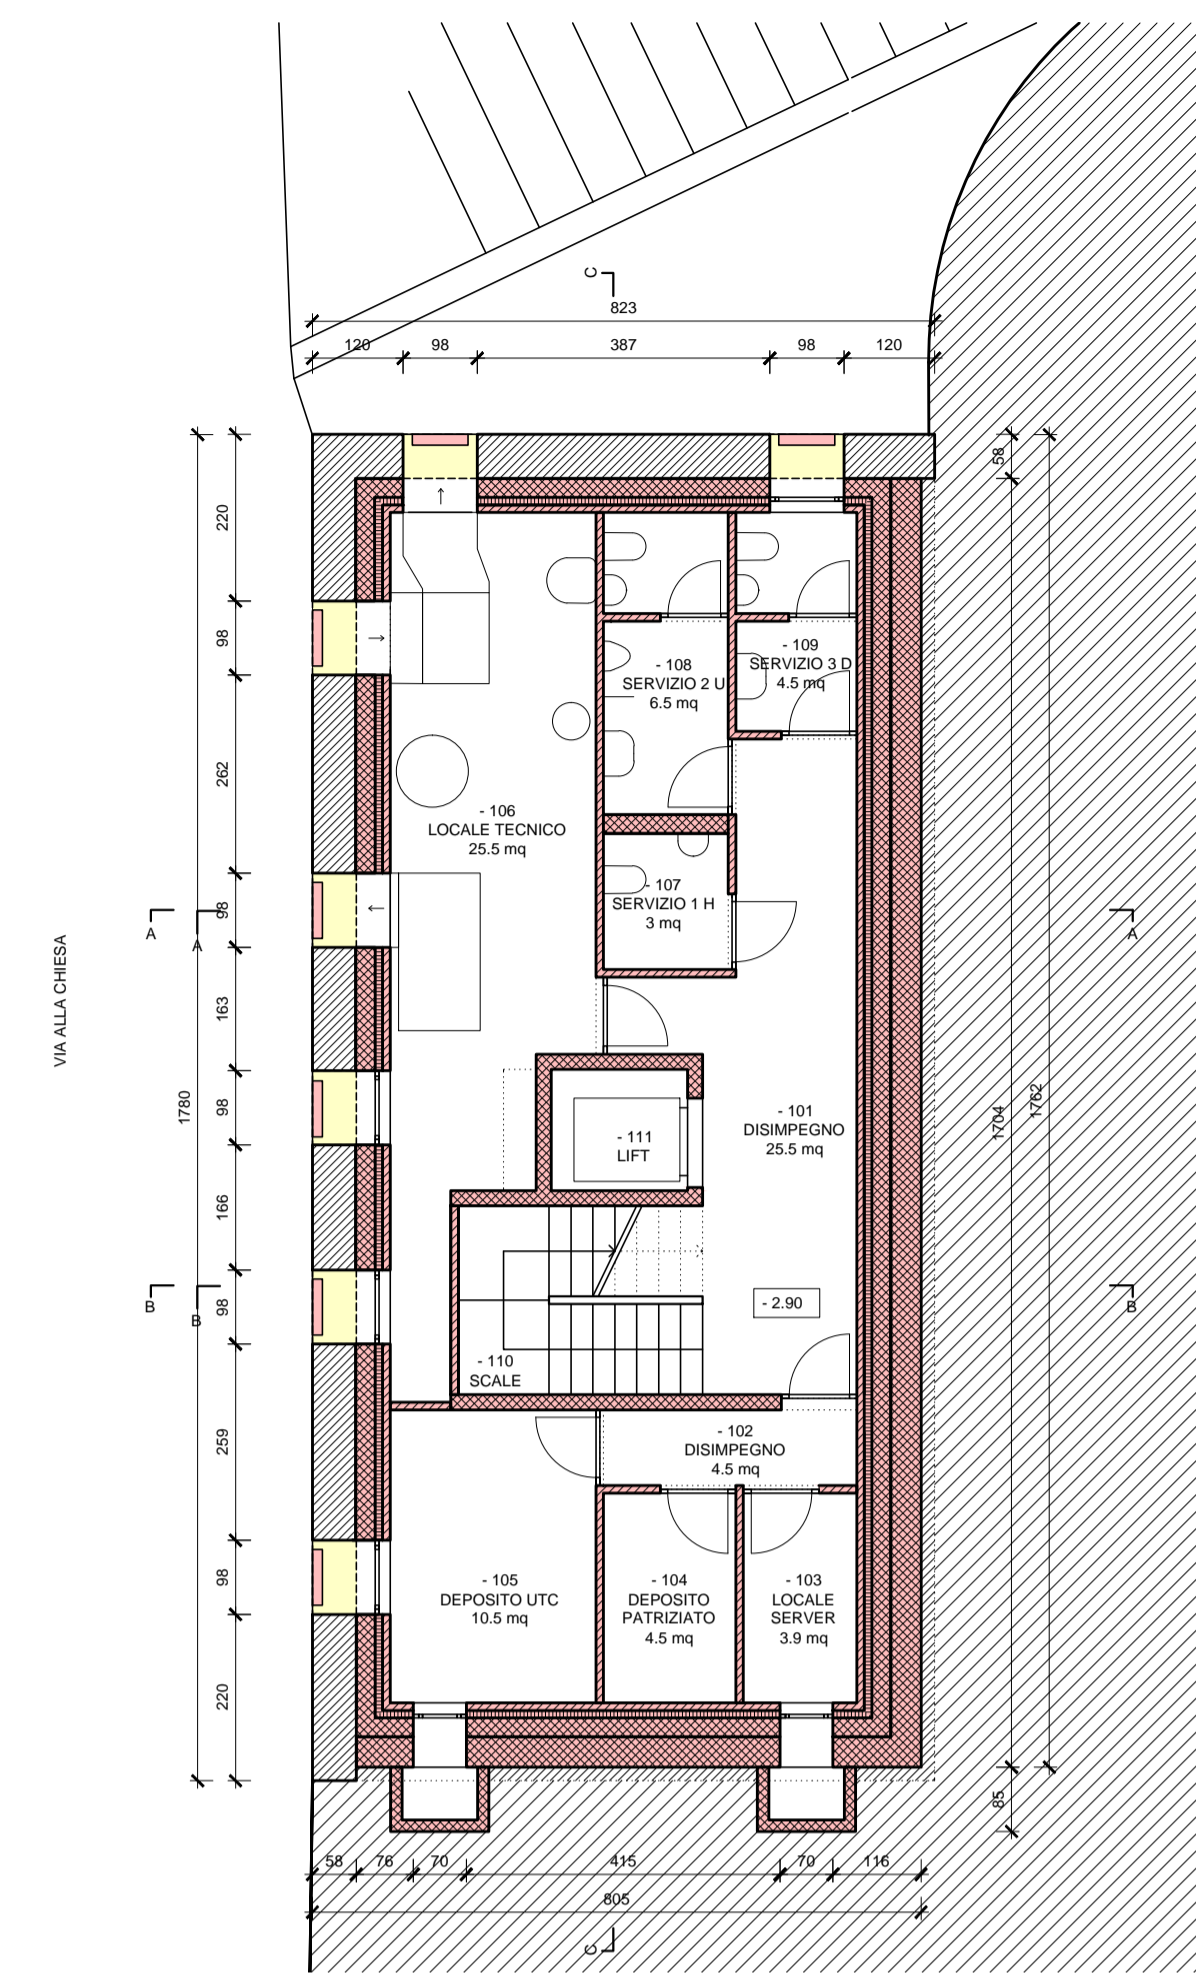 C
823
120
98
387
98
120
58
220
98
262
98
163
98
166
98
259
98
220
1780
1704
1762
85
VIA ALLA CHIESA
A
A
A
B
B
B
- 108
SERVIZIO 2 U
6.5 mq
- 109
SERVIZIO 3 D
4.5 mq
- 106
LOCALE TECNICO
25.5 mq
- 107
SERVIZIO 1 H
3 mq
- 101
DISIMPEGNO
25.5 mq
- 111
LIFT
- 2.90
- 110
SCALE
- 102
DISIMPEGNO
4.5 mq
- 105
DEPOSITO UTC
10.5 mq
- 104
DEPOSITO
PATRIZIATO
4.5 mq
- 103
LOCALE
SERVER
3.9 mq
58
76
70
415
70
116
805
C